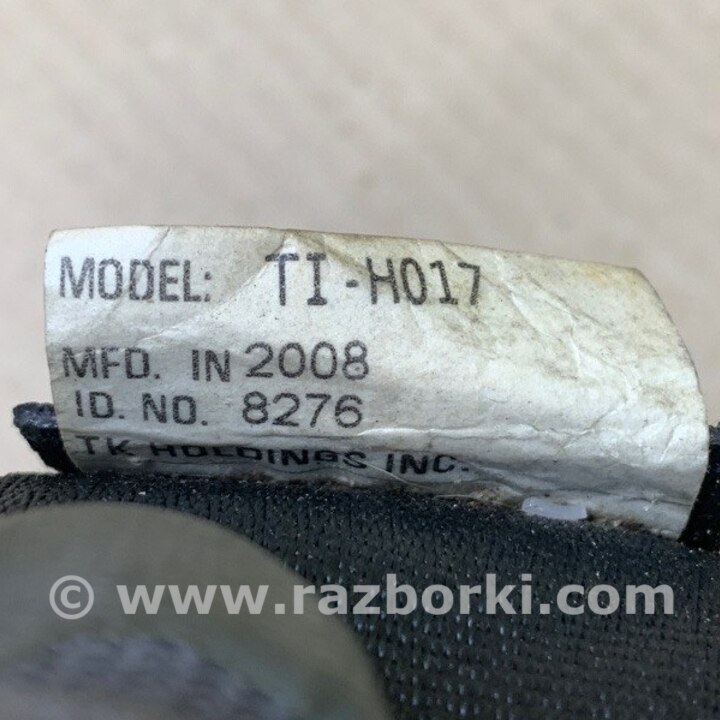 MODEL: TI-H017
MFD. IN 2008
ID. NO. 8276
TK HOLDINGS INC.
© www.razborki.com